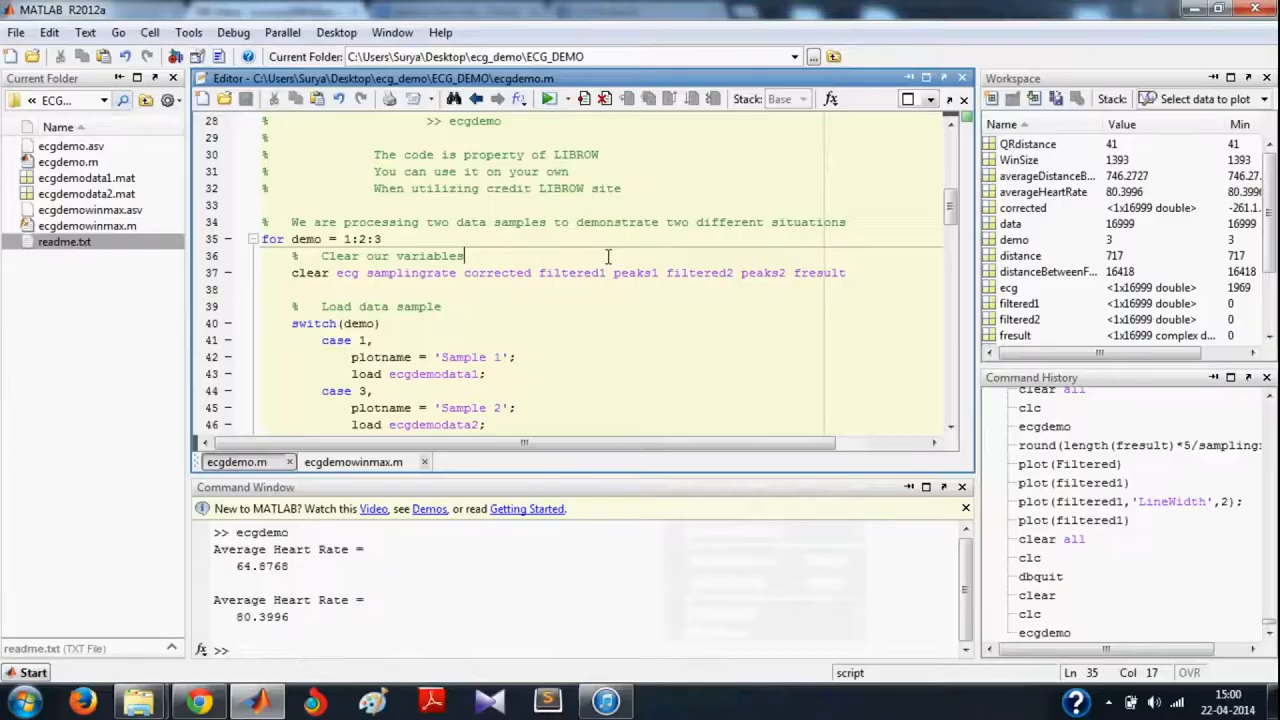 MATLAB R2012a
File Edit Text Go Cell Tools Debug Parallel Desktop Window Help
Current Folder: C:\Users\Surya\Desktop\ecg_demo\ECG_DEMO
Current Folder
« ECG...
Name
ecgdemo.asv
ecgdemo.m
ecgdemodata1.mat
ecgdemodata2.mat
ecgdemowinmax.asv
ecgdemowinmax.m
readme.txt
readme.txt (TXT File)
Editor - C:\Users\Surya\Desktop\ecg_demo\ECG_DEMO\ecgdemo.m
Stack: Base
28 % >> ecgdemo
29 %
30 % The code is property of LIBROW
31 % You can use it on your own
32 % When utilizing credit LIBROW site
33
34 % We are processing two data samples to demonstrate two different situations
35 - for demo = 1:2:3
36 % Clear our variables
37 - clear ecg samplingrate corrected filtered1 peaks1 filtered2 peaks2 fresult
38
39 % Load data sample
40 - switch(demo)
41 - case 1,
42 - plotname = 'Sample 1';
43 - load ecgdemodata1;
44 - case 3,
45 - plotname = 'Sample 2';
46 - load ecgdemodata2;
ecgdemo.m ecgdemowinmax.m
Command Window
New to MATLAB? Watch this Video, see Demos, or read Getting Started.
>> ecgdemo
Average Heart Rate =
64.8768
Average Heart Rate =
80.3996
fx >>
Workspace
Stack: Select data to plot
Name Value Min
QRdistance 41 41
WinSize 1393 1393
averageDistanceB... 746.2727 746.27...
averageHeartRate 80.3996 80.399
corrected <1x16999 double> -261.1...
data 16999 16999
demo 3 3
distance 717 717
distanceBetweenF... 16418 16418
ecg <1x16999 double> 1969
filtered1 <1x16999 double> 0
filtered2 <1x16999 double> 0
fresult <1x16999 complex d... 0
Command History
clear all
clc
ecgdemo
round(length(fresult)*5/sampling
plot(Filtered)
plot(filtered1)
plot(filtered1,'LineWidth',2);
plot(filtered1)
clear all
clc
dbquit
clear
clc
ecgdemo
Start
script
Ln 35 Col 17 OVR
15:00
22-04-2014